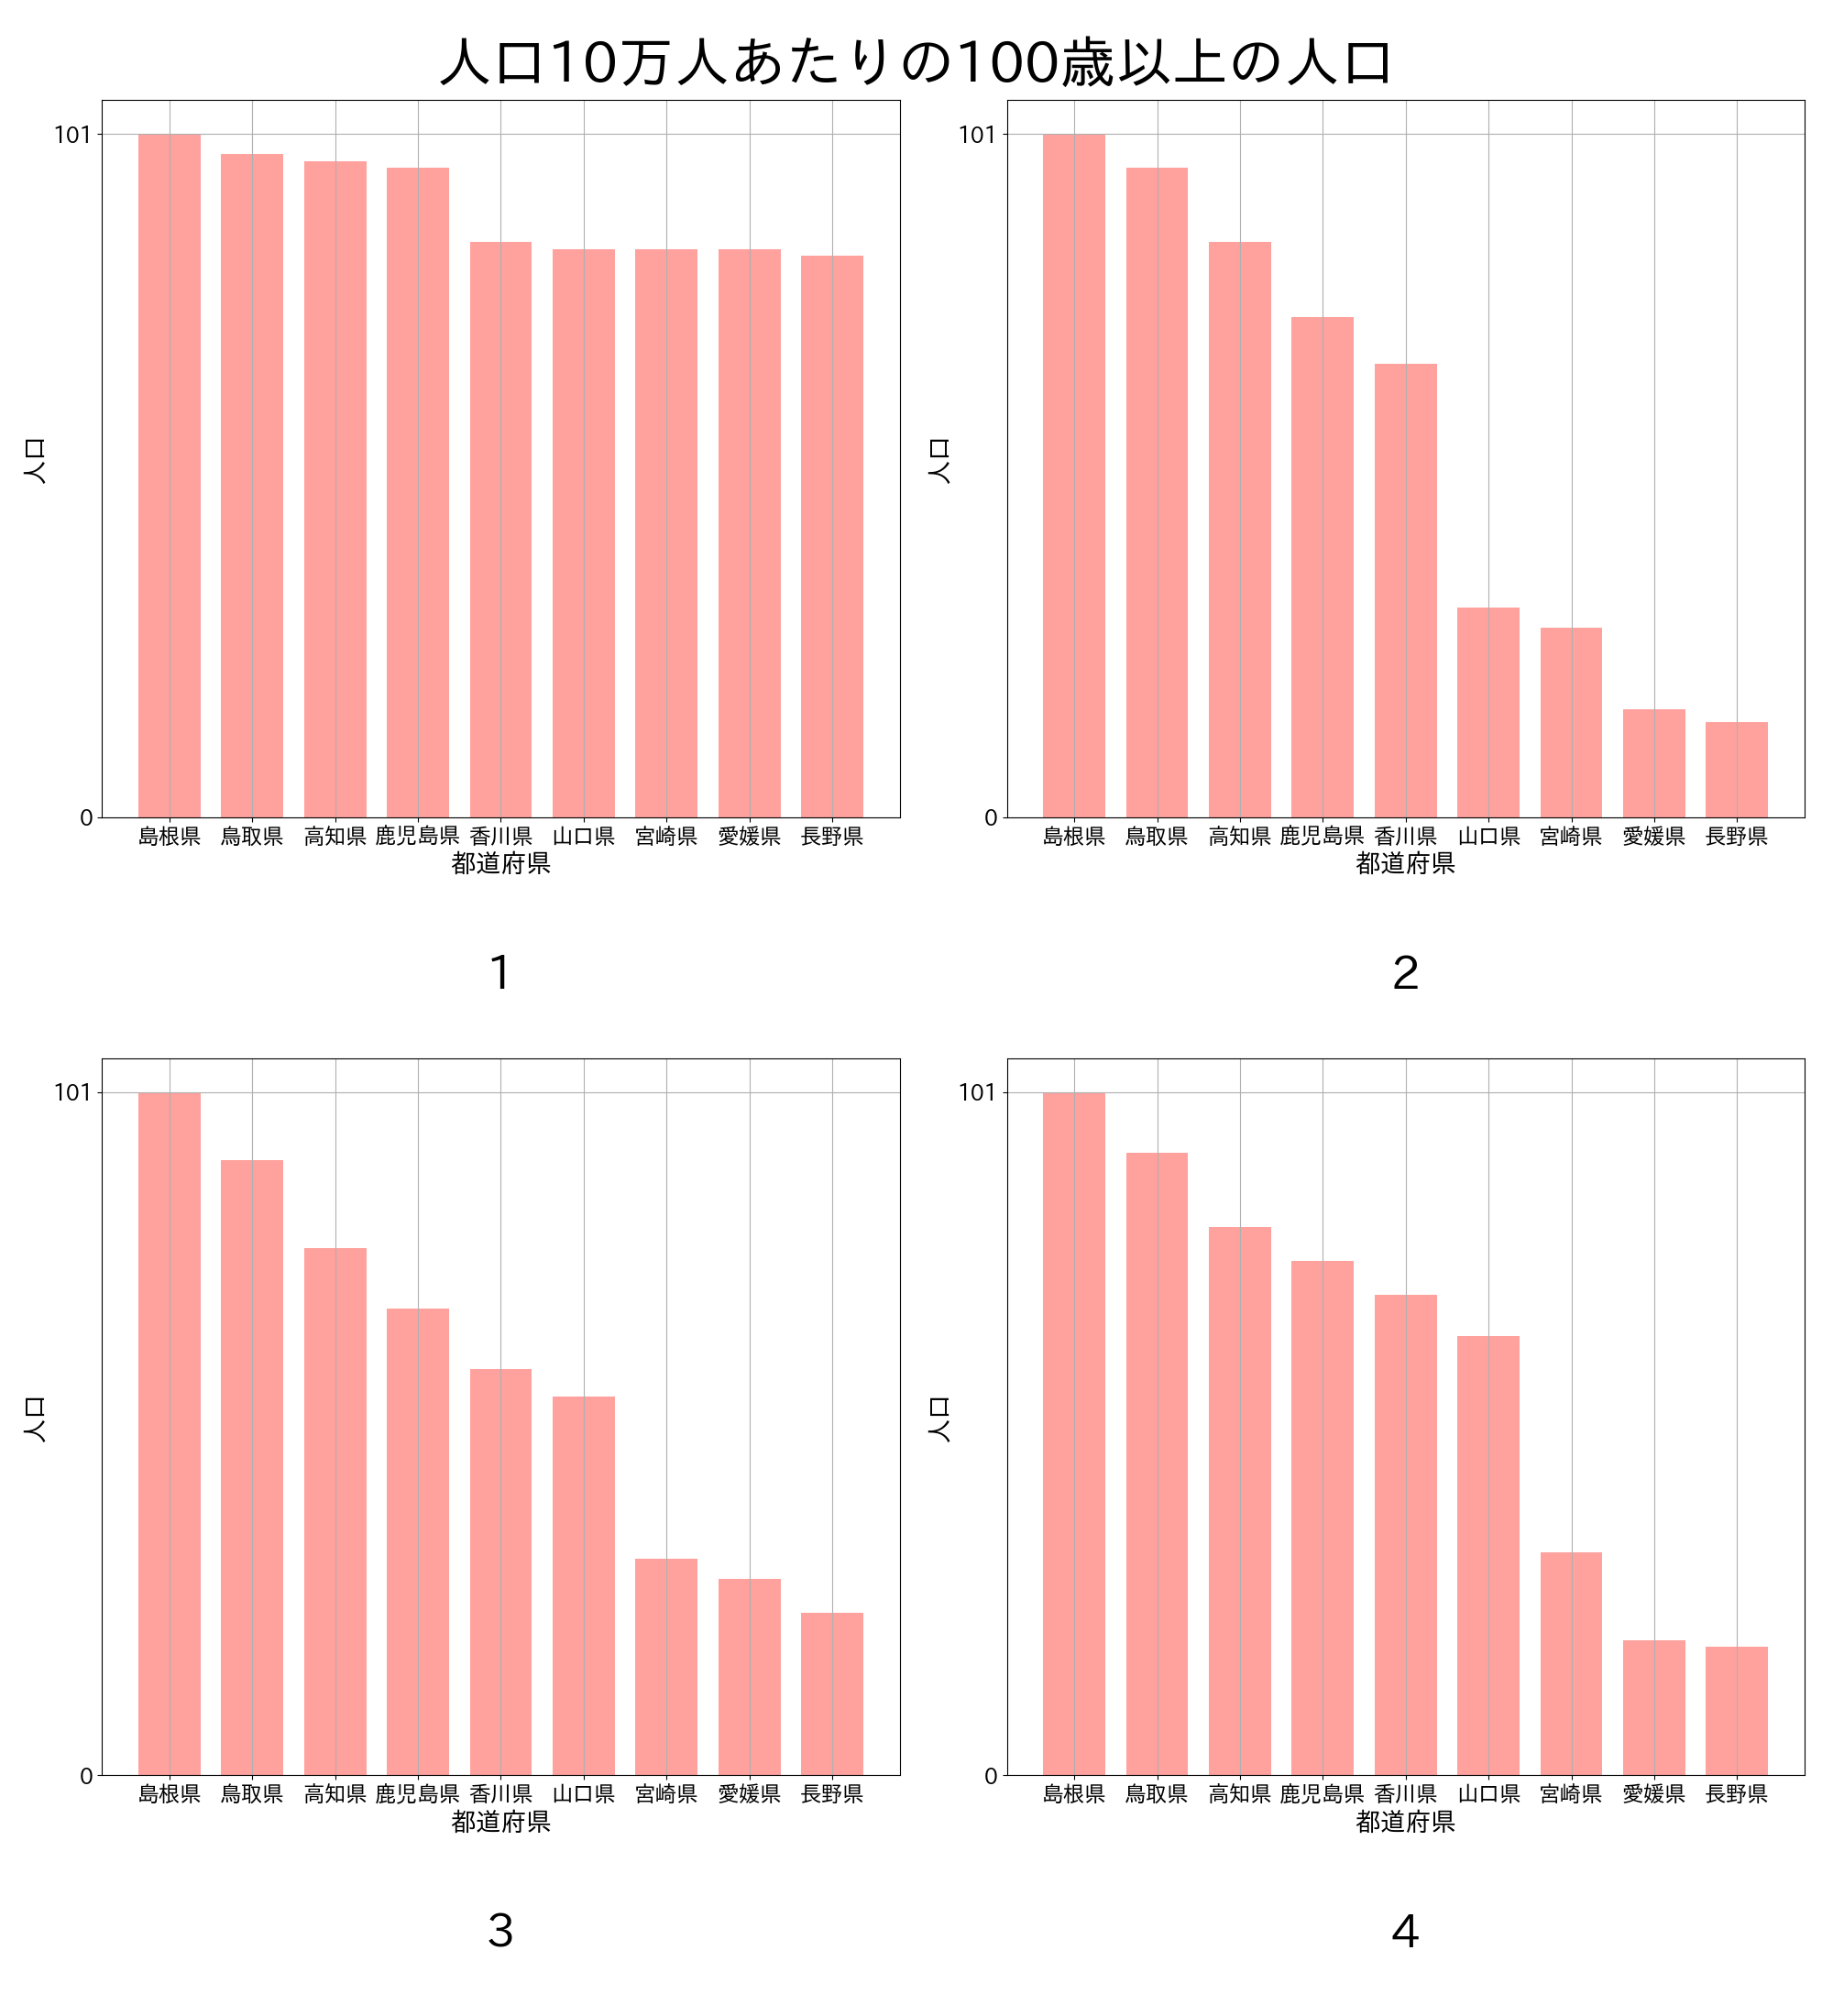 人口10万人あたりの100歳以上の人口
101
0
人口
島根県 鳥取県 高知県 鹿児島県 香川県 山口県 宮崎県 愛媛県 長野県
都道府県
1
101
0
人口
島根県 鳥取県 高知県 鹿児島県 香川県 山口県 宮崎県 愛媛県 長野県
都道府県
2
101
0
人口
島根県 鳥取県 高知県 鹿児島県 香川県 山口県 宮崎県 愛媛県 長野県
都道府県
3
101
0
人口
島根県 鳥取県 高知県 鹿児島県 香川県 山口県 宮崎県 愛媛県 長野県
都道府県
4